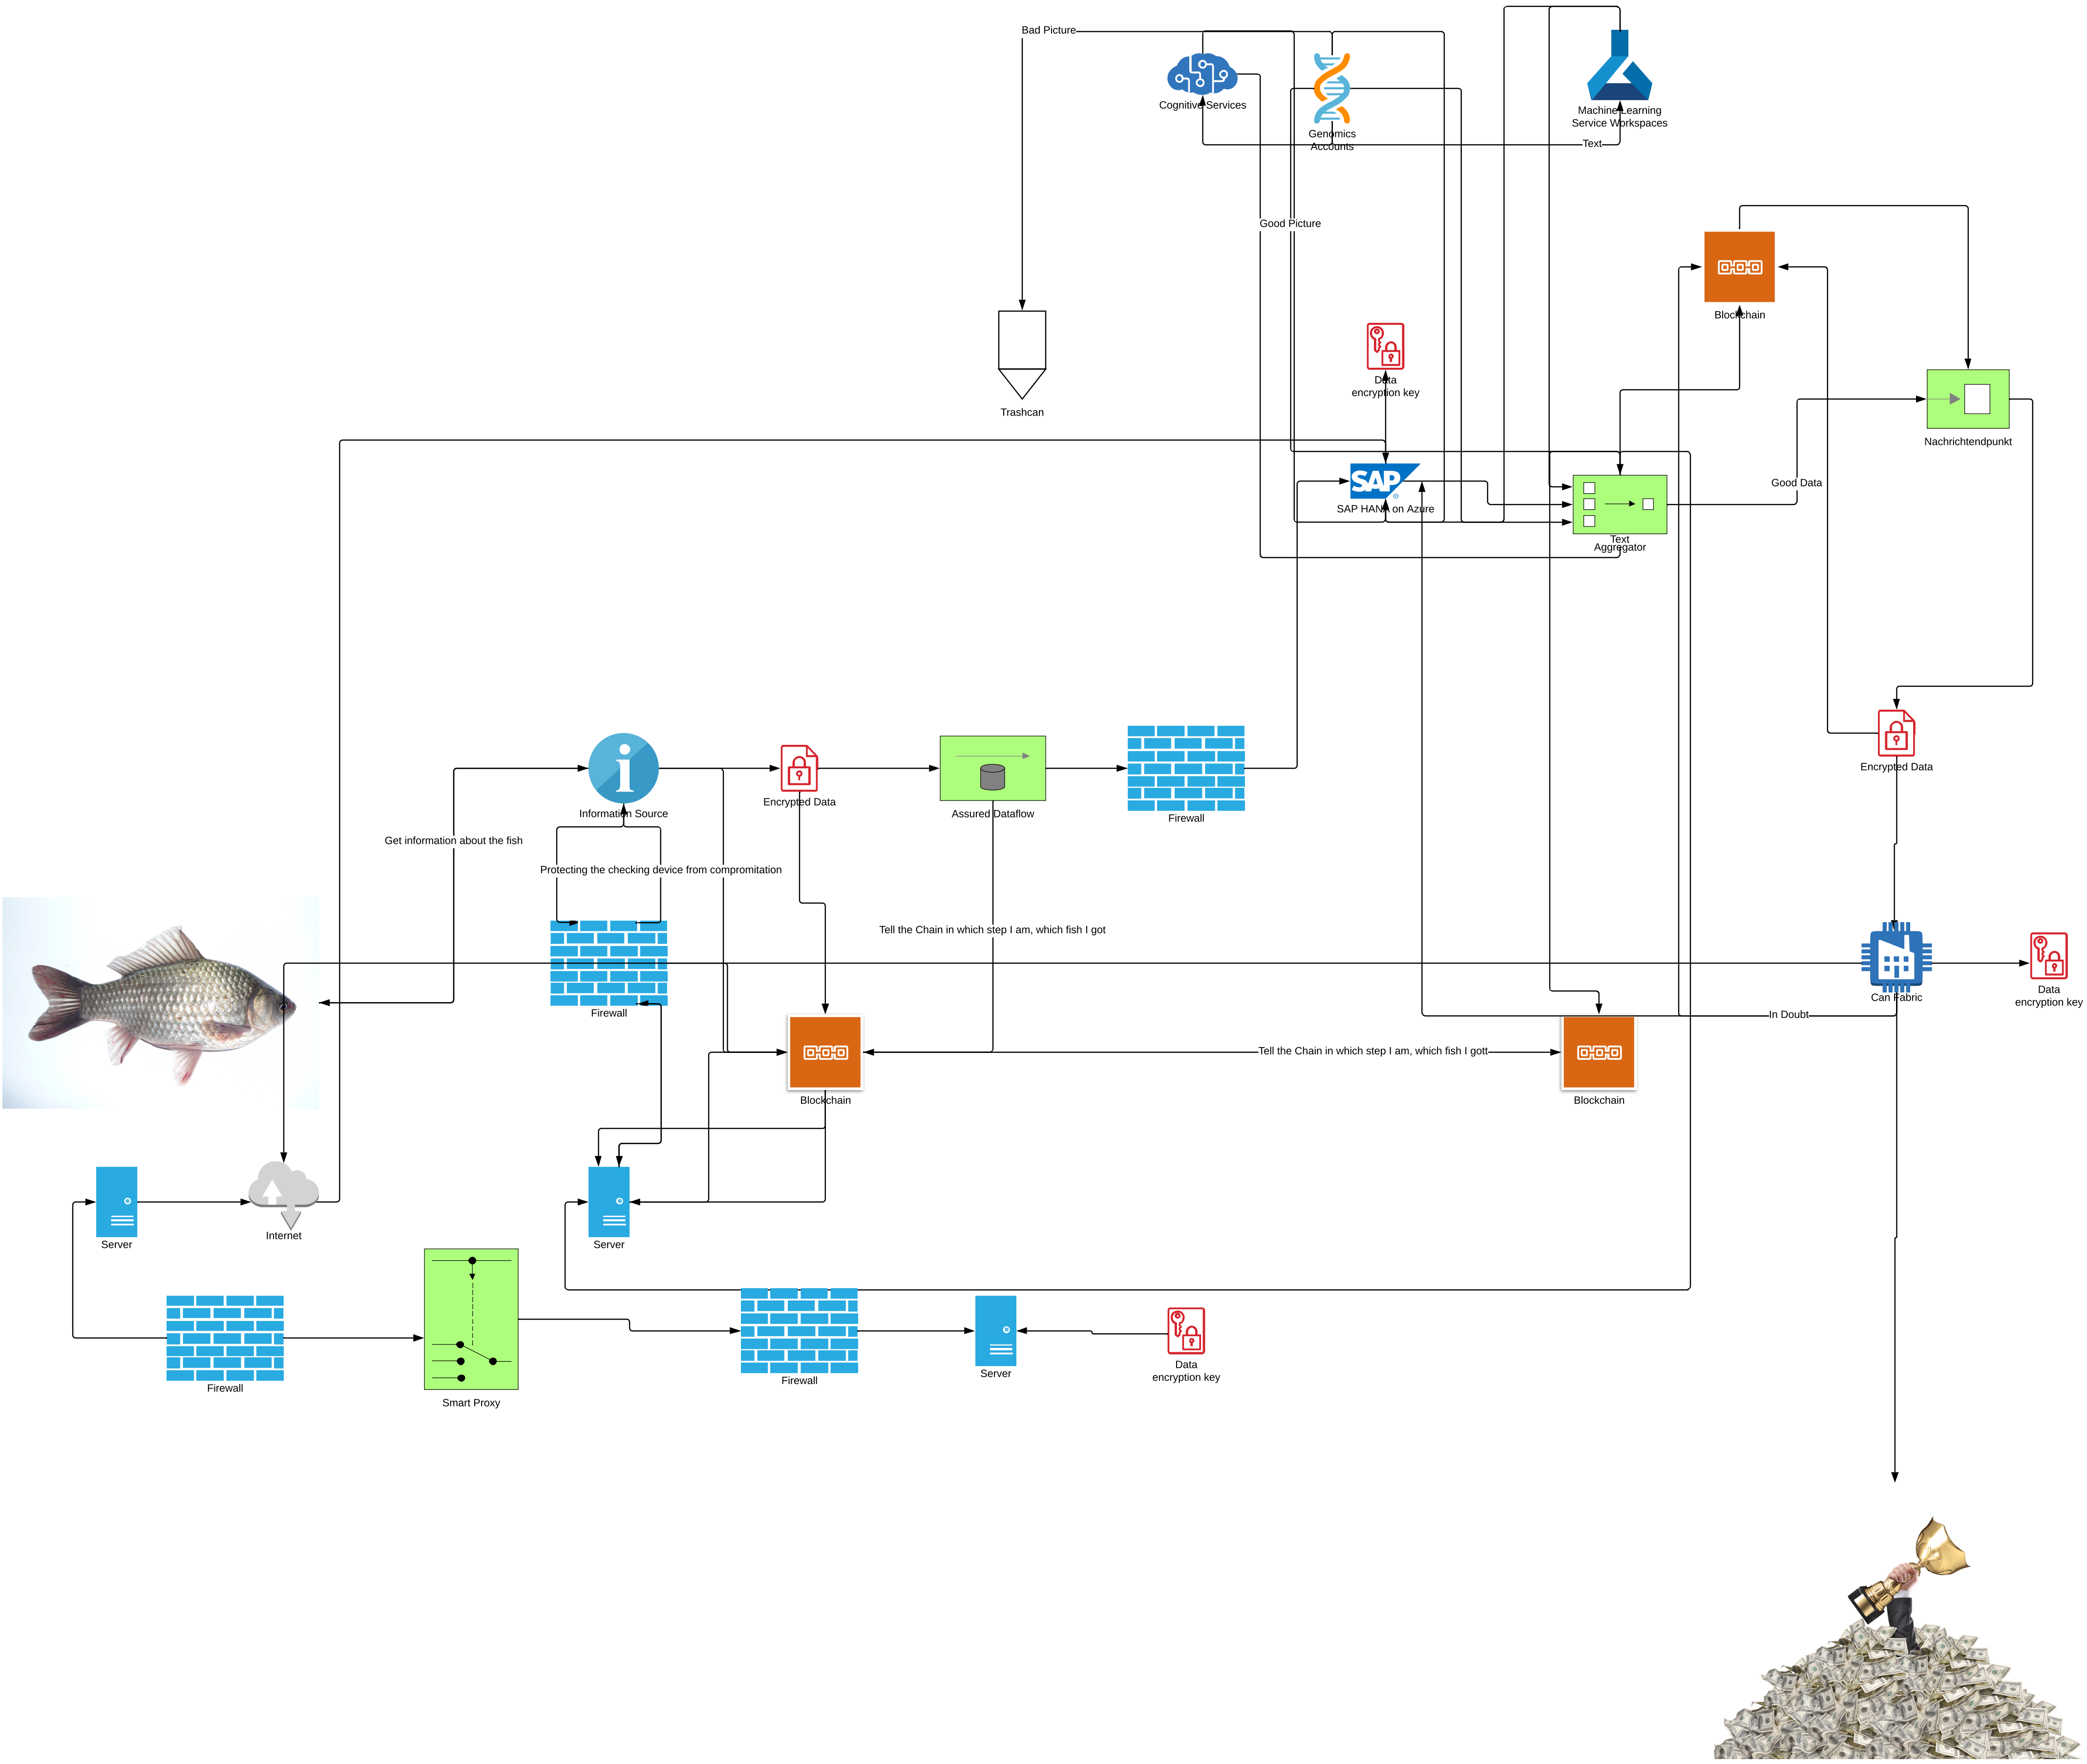 Bad Picture
Cognitive Services
Genomics
Accounts
Machine Learning
Service Workspaces
Text
Good Picture
Blockchain
Data
encryption key
Trashcan
Nachrichtendpunkt
SAP
R
SAP HANA on Azure
Good Data
Text
Aggregator
Encrypted Data
Information Source
Encrypted Data
Assured Dataflow
Firewall
Get information about the fish
Protecting the checking device from compromitation
Tell the Chain in which step I am, which fish I got
Firewall
Can Fabric
Data
encryption key
In Doubt
Tell the Chain in which step I am, which fish I gott
Blockchain
Blockchain
Server
Internet
Server
Firewall
Smart Proxy
Firewall
Server
Data
encryption key